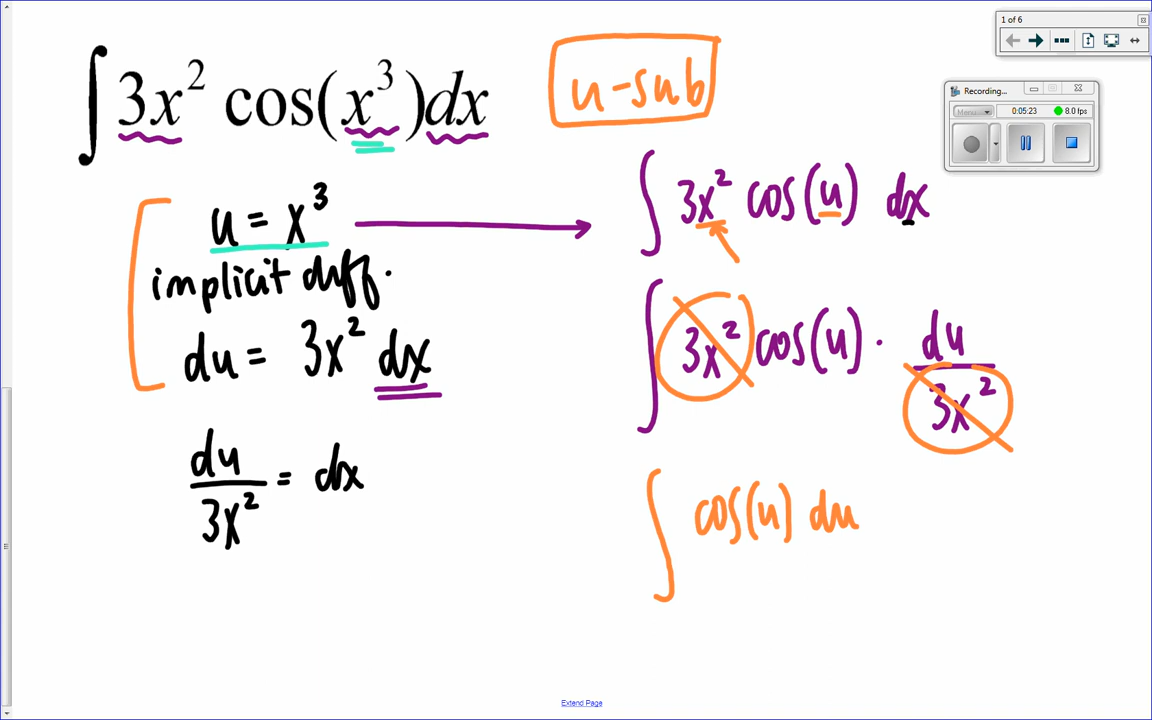 ∫ 3x² cos(x³)dx
u-sub
u = x³
implicit diff.
du = 3x² dx
du/3x² = dx
∫ 3x² cos(u) dx
∫ 3x² cos(u) · du/3x²
∫ cos(u) du
1 of 6
Recording...
Menu
0:05:23
8.0 fps
Extend Page